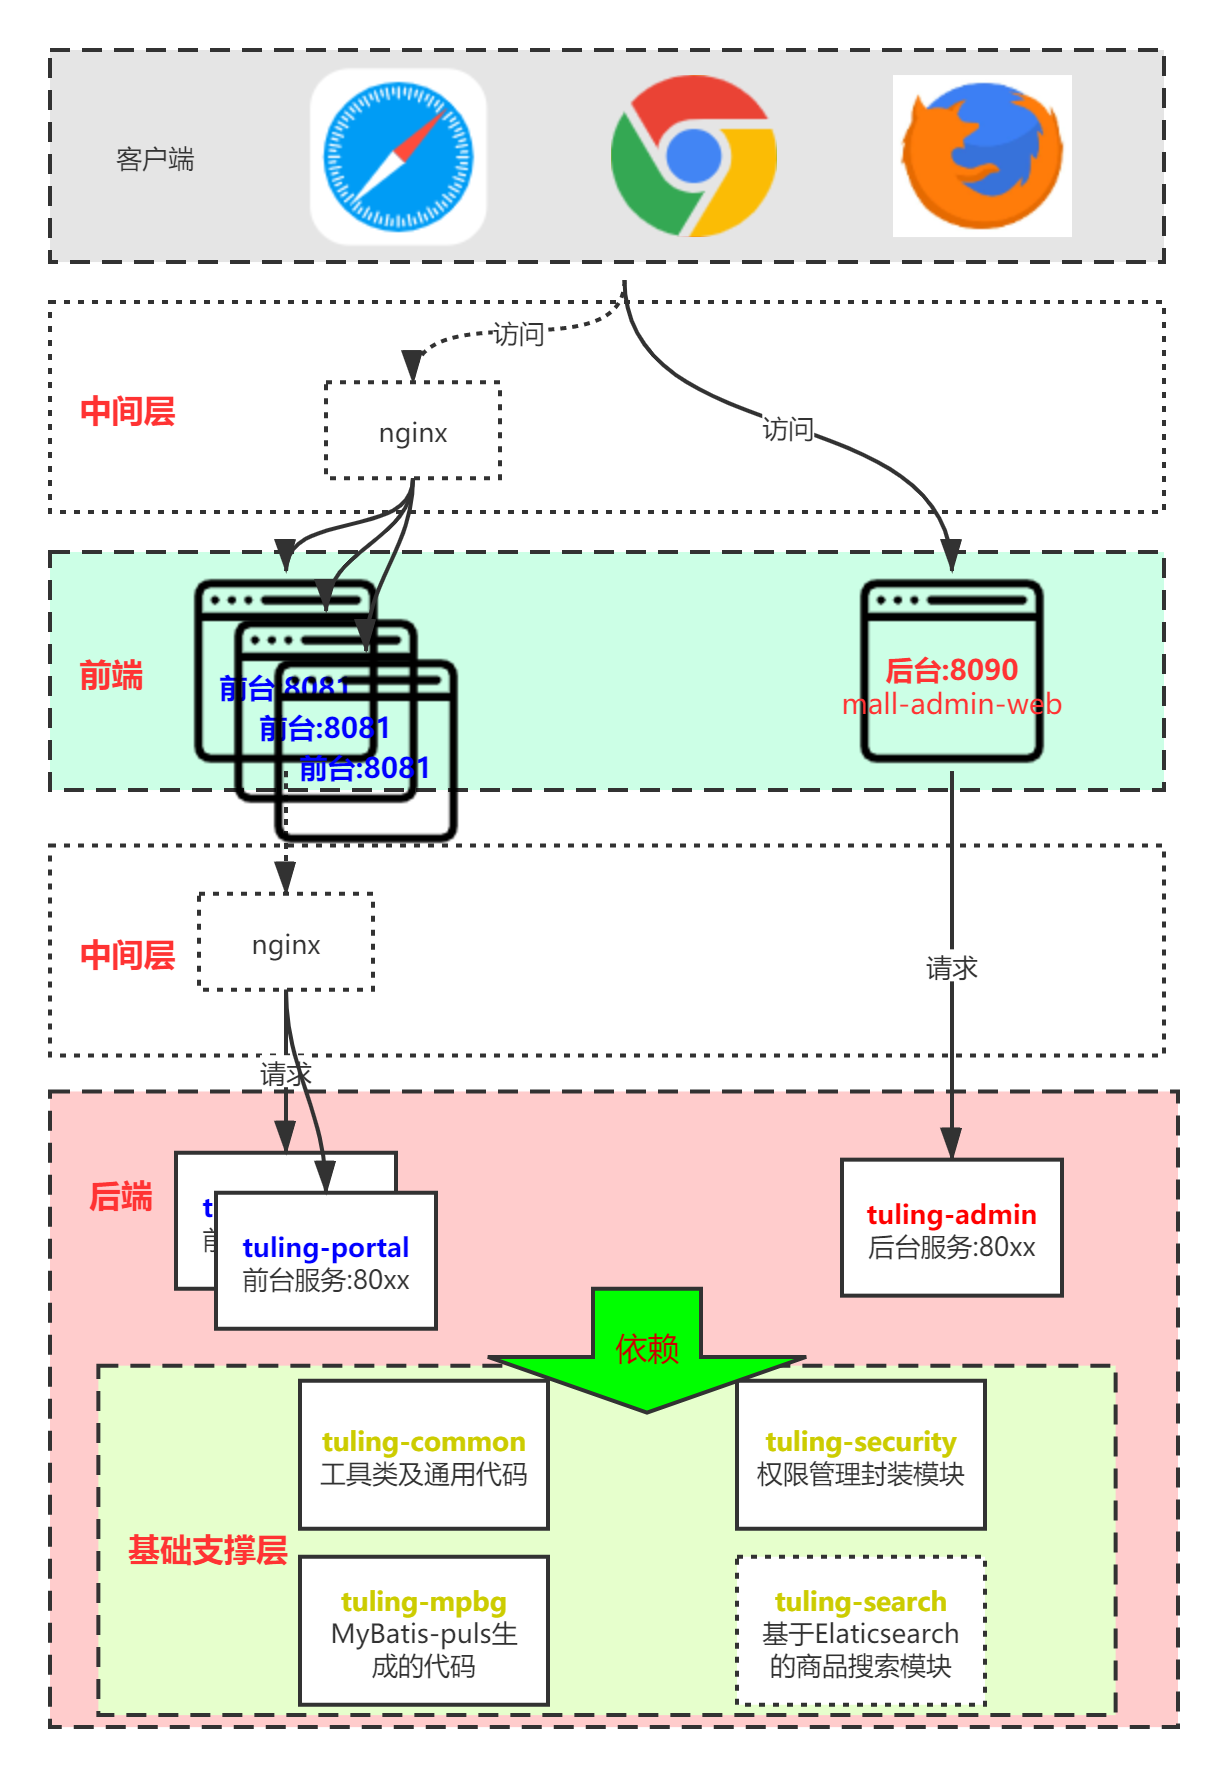 客户端
访问
中间层
nginx
访问
前端
前台:8081
前台:8081
前台:8081
后台:8090
mall-admin-web
中间层
nginx
请求
请求
后端
t
前
tuling-portal
前台服务:80xx
tuling-admin
后台服务:80xx
依赖
tuling-common
工具类及通用代码
tuling-security
权限管理封装模块
基础支撑层
tuling-mpbg
MyBatis-puls生
成的代码
tuling-search
基于Elaticsearch
的商品搜索模块